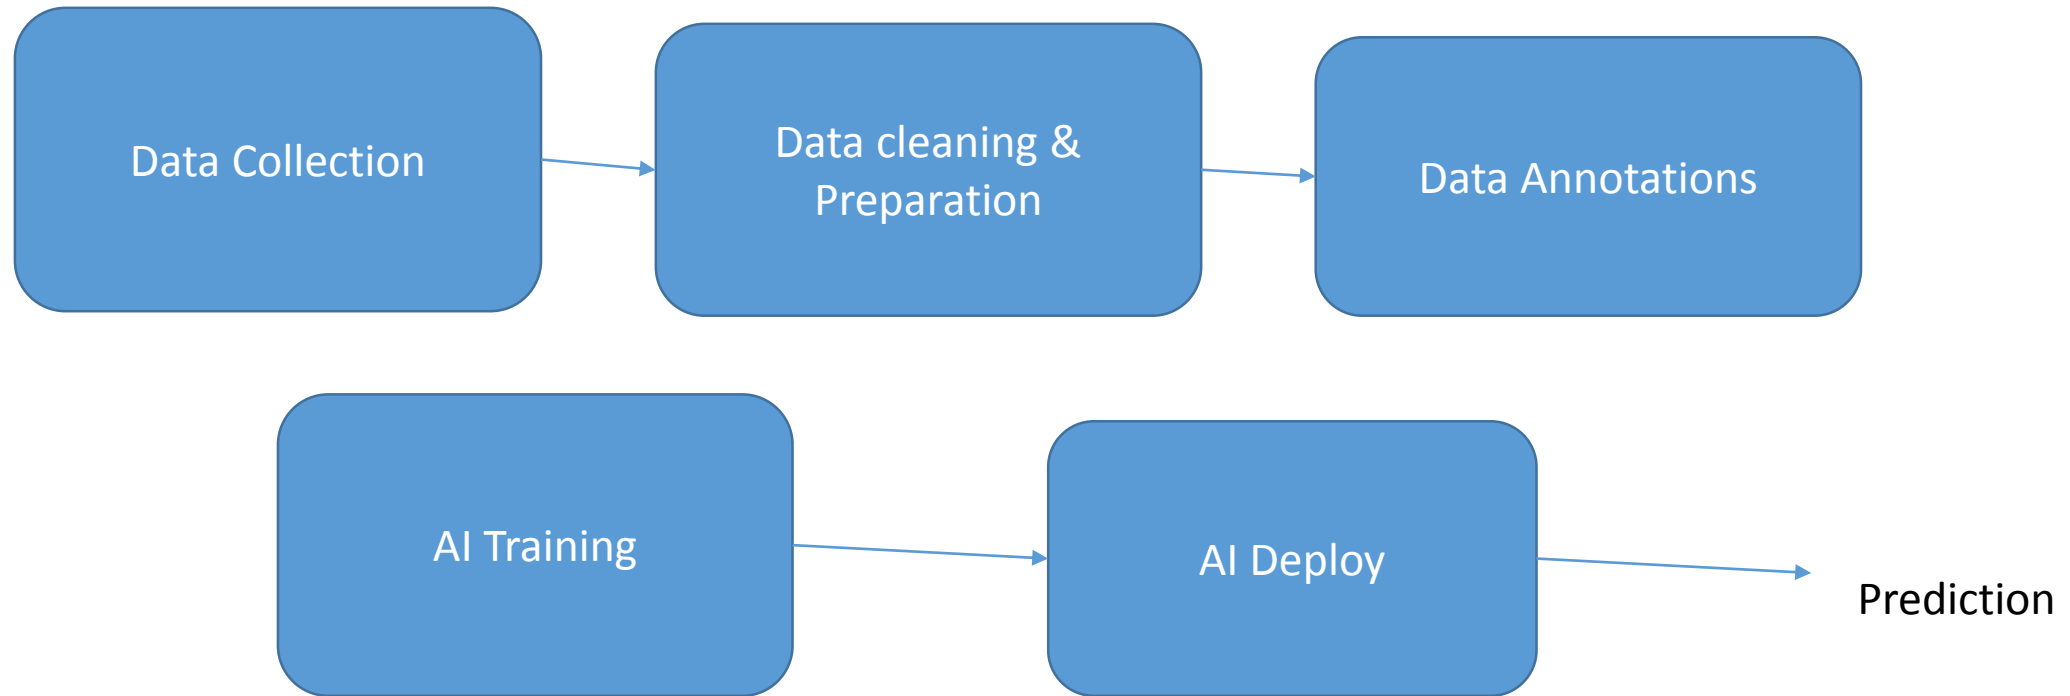 Data Collection
Data cleaning &
Preparation
Data Annotations
AI Training
AI Deploy
Prediction